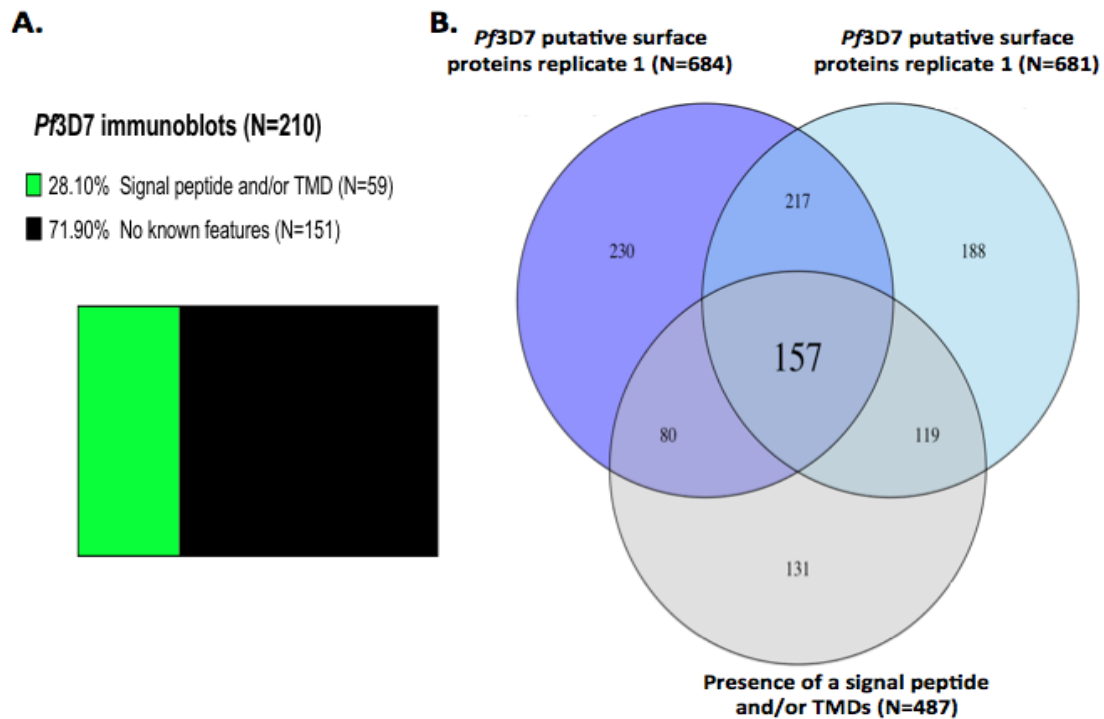 A.
Pf3D7 immunoblots (N=210)
28.10% Signal peptide and/or TMD (N=59)
71.90% No known features (N=151)
B.
Pf3D7 putative surface
proteins replicate 1 (N=684)
Pf3D7 putative surface
proteins replicate 1 (N=681)
217
230
188
157
80
119
131
Presence of a signal peptide
and/or TMDs (N=487)